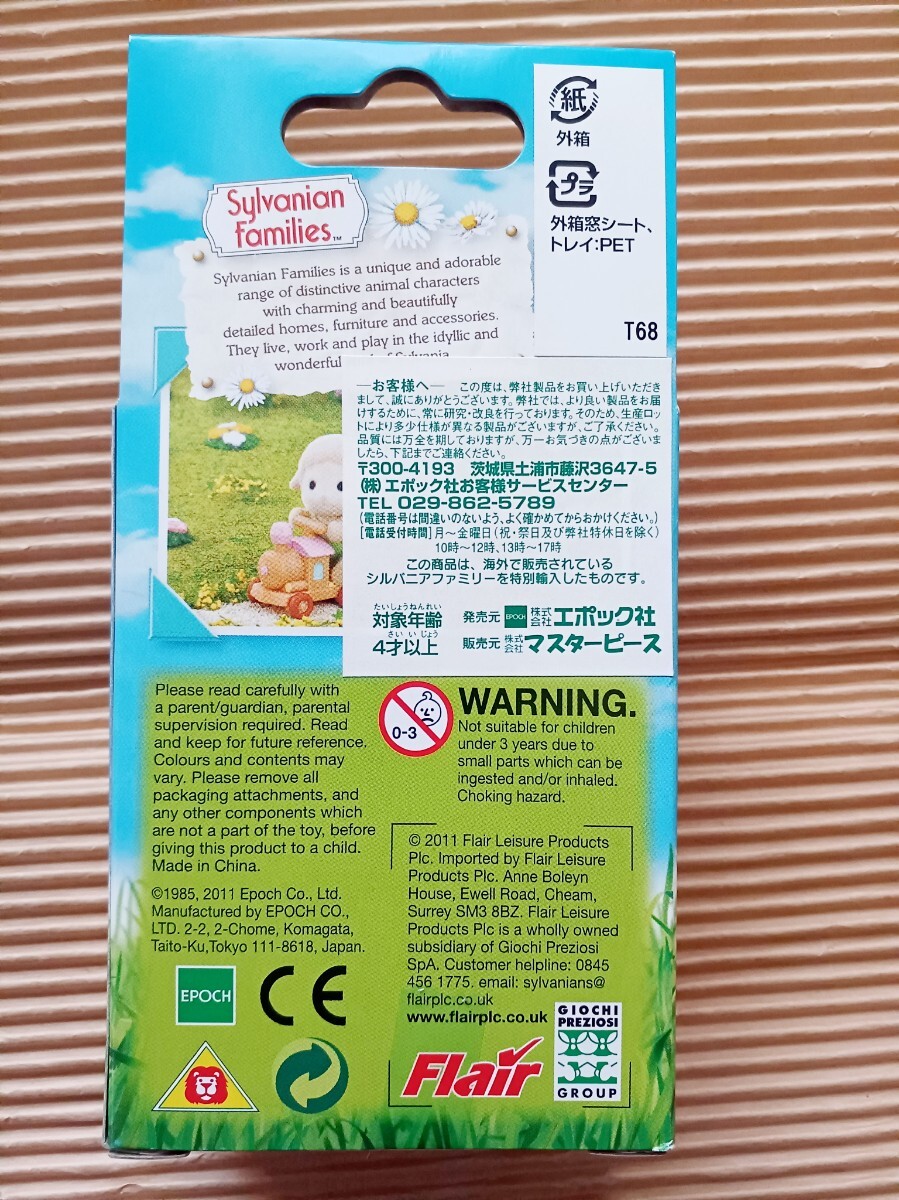 紙
外箱
プラ
外箱窓シート、
トレイ:PET
T68
Sylvanian
Families™
Sylvanian Families is a unique and adorable
range of distinctive animal characters
with charming and beautifully
detailed homes, furniture and accessories.
They live, work and play in the idyllic and
wonderful
―お客様へ― この度は、弊社製品をお買い上げいただき
まして、誠にありがとうございます。弊社では、より良い製品をお届
けするために、常に研究・改良を行っております。そのため、生産ロッ
トにより多少仕様が異なる製品がございますが、ご了承ください。
品質には万全を期しておりますが、万一お気づきの点がございま
したら、下記までご連絡ください。
〒300-4193 茨城県土浦市藤沢3647-5
(株)エポック社お客様サービスセンター
TEL 029-862-5789
(電話番号は間違いのないよう、よく確かめてからおかけください。)
[電話受付時間]月〜金曜日(祝・祭日及び弊社特休日を除く)
10時〜12時、13時〜17時
この商品は、海外で販売されている
シルバニアファミリーを特別輸入したものです。
たいしょうねんれい
対象年齢
さい いじょう
4才以上
発売元 EPOCH 株式会社エポック社
販売元 株式会社マスターピース
Please read carefully with
a parent/guardian, parental
supervision required. Read
and keep for future reference.
Colours and contents may
vary. Please remove all
packaging attachments, and
any other components which
are not a part of the toy, before
giving this product to a child.
Made in China.
©1985, 2011 Epoch Co., Ltd.
Manufactured by EPOCH CO.,
LTD. 2-2, 2-Chome, Komagata,
Taito-Ku,Tokyo 111-8618, Japan.
EPOCH
CE
0-3
WARNING.
Not suitable for children
under 3 years due to
small parts which can be
ingested and/or inhaled.
Choking hazard.
© 2011 Flair Leisure Products
Plc. Imported by Flair Leisure
Products Plc. Anne Boleyn
House, Ewell Road, Cheam,
Surrey SM3 8BZ. Flair Leisure
Products Plc is a wholly owned
subsidiary of Giochi Preziosi
SpA. Customer helpline: 0845
456 1775. email: sylvanians@
flairplc.co.uk
www.flairplc.co.uk
Flair
GIOCHI
PREZIOSI
GROUP